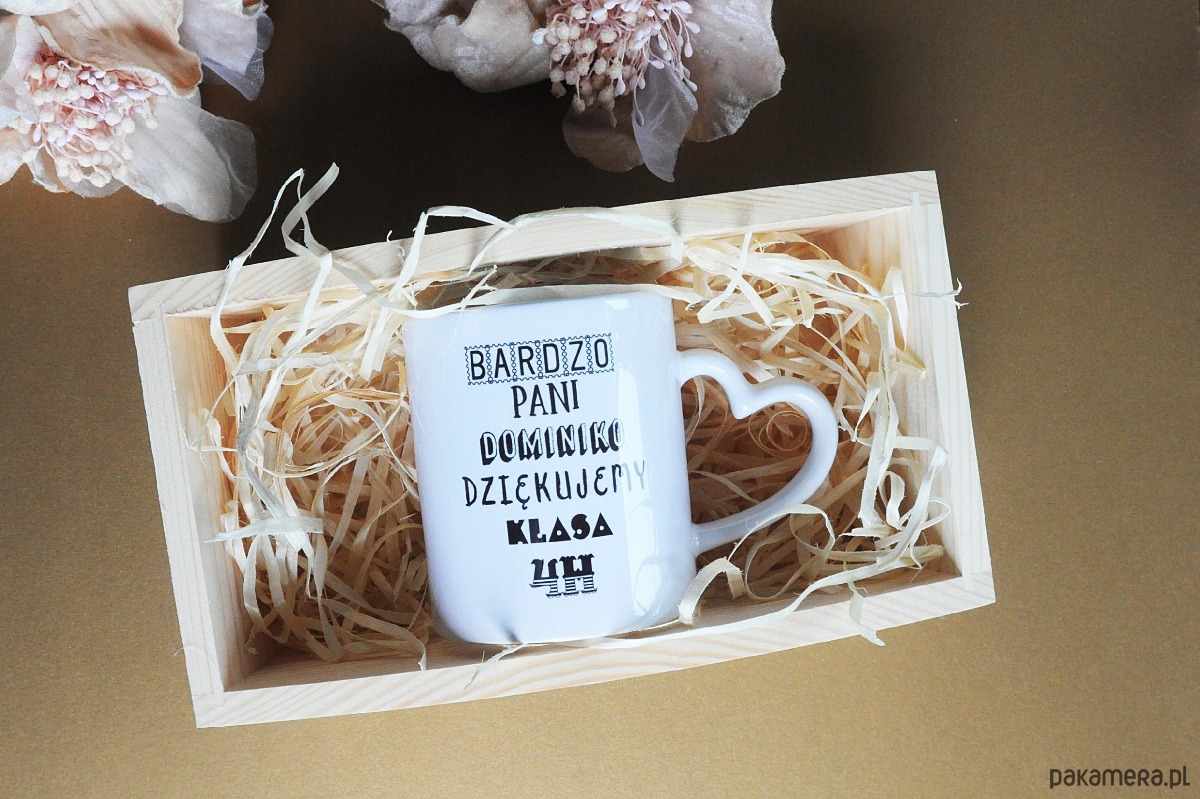 BARDZO
PANI
DOMINIKO
DZIĘKUJEMY
KLASA
4H
pakamera.pl